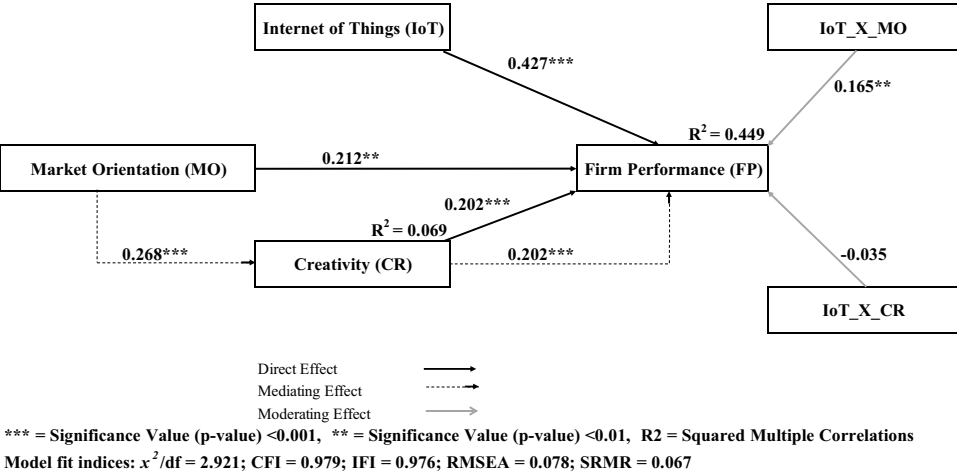 Internet of Things (IoT)
IoT_X_MO
0.427***
0.165**
R² = 0.449
Market Orientation (MO)
0.212**
Firm Performance (FP)
0.202***
R² = 0.069
0.268***
Creativity (CR)
0.202***
-0.035
IoT_X_CR
Direct Effect
Mediating Effect
Moderating Effect
*** = Significance Value (p-value) <0.001, ** = Significance Value (p-value) <0.01, R2 = Squared Multiple Correlations
Model fit indices: x²/df = 2.921; CFI = 0.979; IFI = 0.976; RMSEA = 0.078; SRMR = 0.067